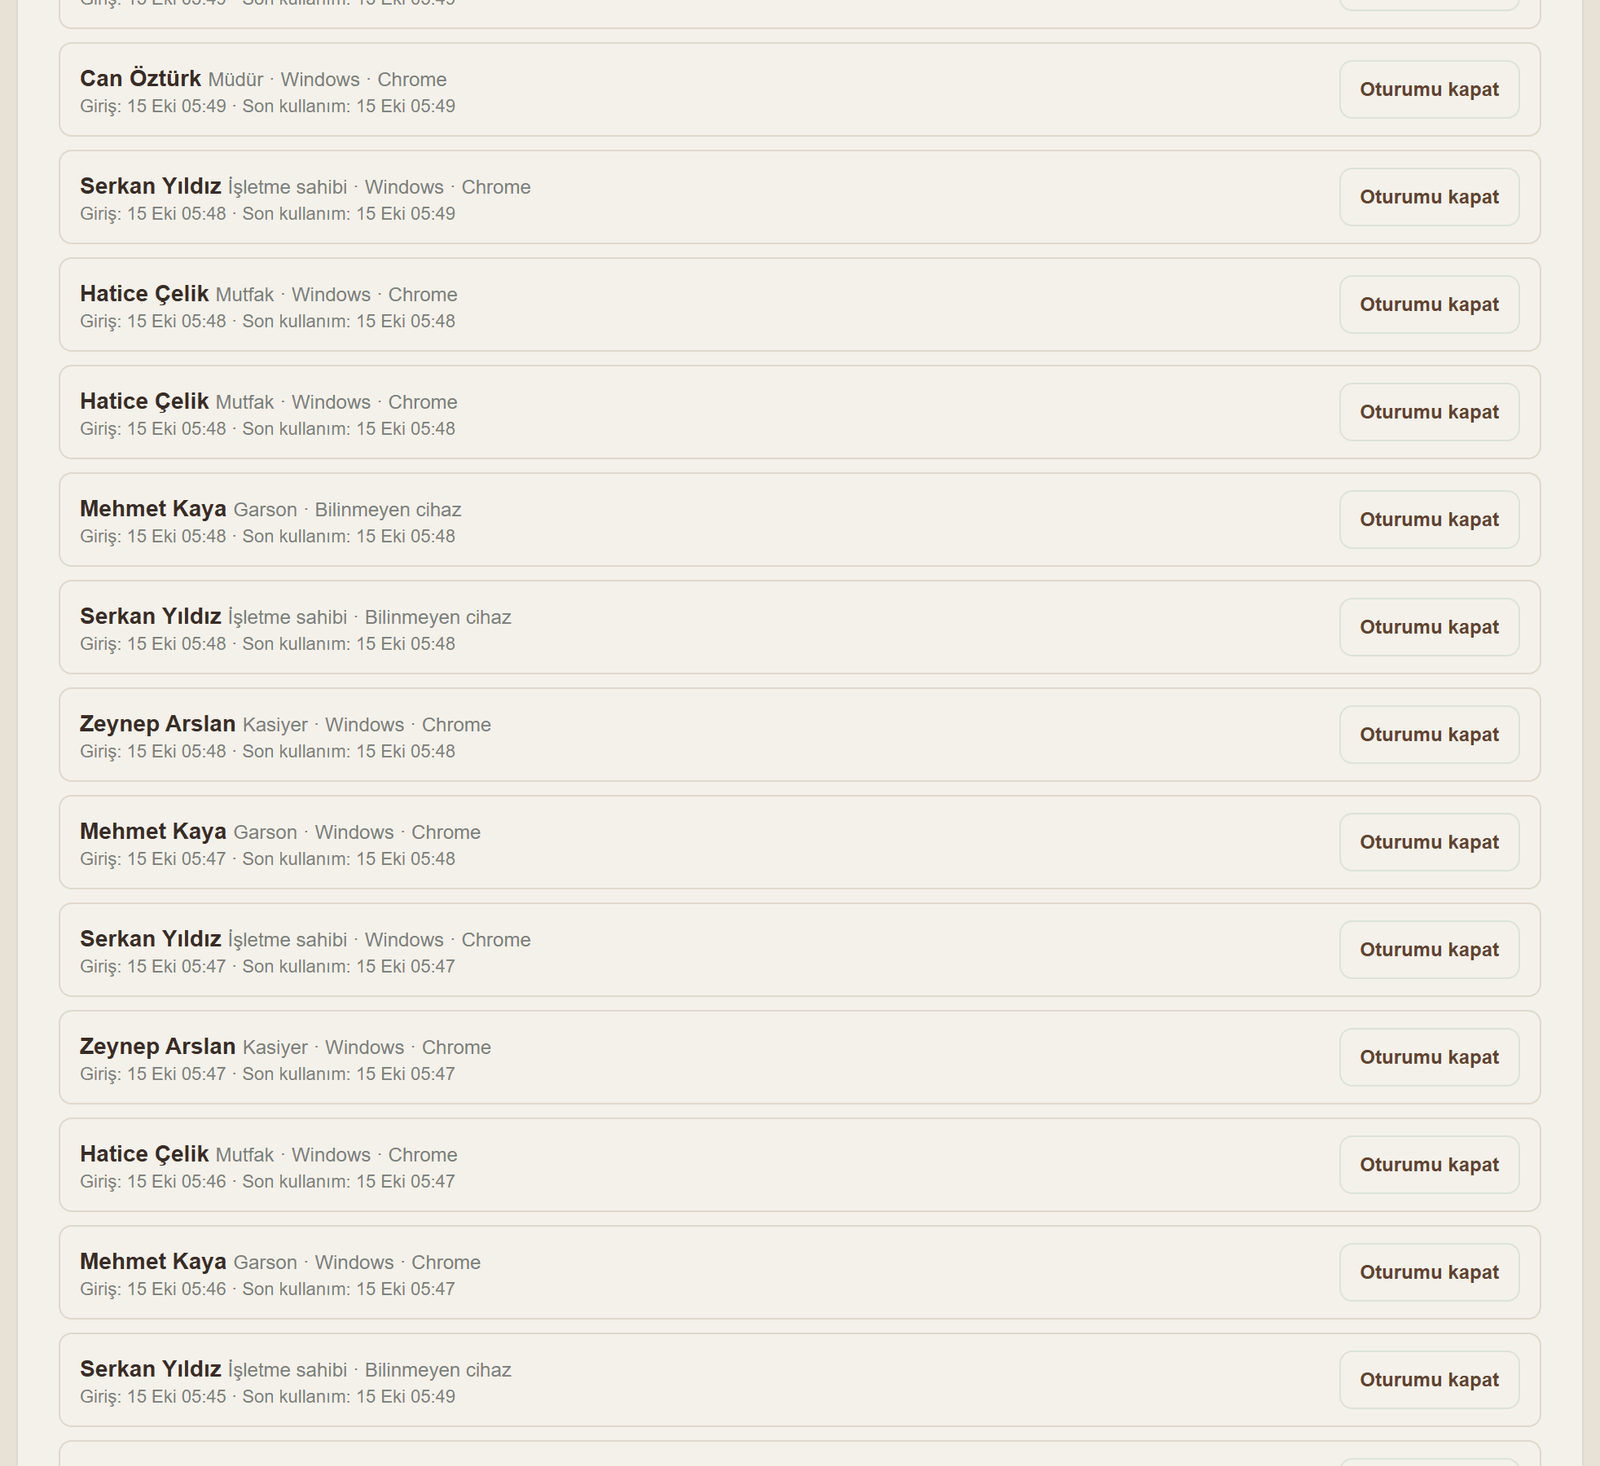 Giriş: 15 Eki 05:49 · Son kullanım: 15 Eki 05:49
Can Öztürk Müdür · Windows · Chrome
Giriş: 15 Eki 05:49 · Son kullanım: 15 Eki 05:49
Oturumu kapat
Serkan Yıldız İşletme sahibi · Windows · Chrome
Giriş: 15 Eki 05:48 · Son kullanım: 15 Eki 05:49
Oturumu kapat
Hatice Çelik Mutfak · Windows · Chrome
Giriş: 15 Eki 05:48 · Son kullanım: 15 Eki 05:48
Oturumu kapat
Hatice Çelik Mutfak · Windows · Chrome
Giriş: 15 Eki 05:48 · Son kullanım: 15 Eki 05:48
Oturumu kapat
Mehmet Kaya Garson · Bilinmeyen cihaz
Giriş: 15 Eki 05:48 · Son kullanım: 15 Eki 05:48
Oturumu kapat
Serkan Yıldız İşletme sahibi · Bilinmeyen cihaz
Giriş: 15 Eki 05:48 · Son kullanım: 15 Eki 05:48
Oturumu kapat
Zeynep Arslan Kasiyer · Windows · Chrome
Giriş: 15 Eki 05:48 · Son kullanım: 15 Eki 05:48
Oturumu kapat
Mehmet Kaya Garson · Windows · Chrome
Giriş: 15 Eki 05:47 · Son kullanım: 15 Eki 05:48
Oturumu kapat
Serkan Yıldız İşletme sahibi · Windows · Chrome
Giriş: 15 Eki 05:47 · Son kullanım: 15 Eki 05:47
Oturumu kapat
Zeynep Arslan Kasiyer · Windows · Chrome
Giriş: 15 Eki 05:47 · Son kullanım: 15 Eki 05:47
Oturumu kapat
Hatice Çelik Mutfak · Windows · Chrome
Giriş: 15 Eki 05:46 · Son kullanım: 15 Eki 05:47
Oturumu kapat
Mehmet Kaya Garson · Windows · Chrome
Giriş: 15 Eki 05:46 · Son kullanım: 15 Eki 05:47
Oturumu kapat
Serkan Yıldız İşletme sahibi · Bilinmeyen cihaz
Giriş: 15 Eki 05:45 · Son kullanım: 15 Eki 05:49
Oturumu kapat